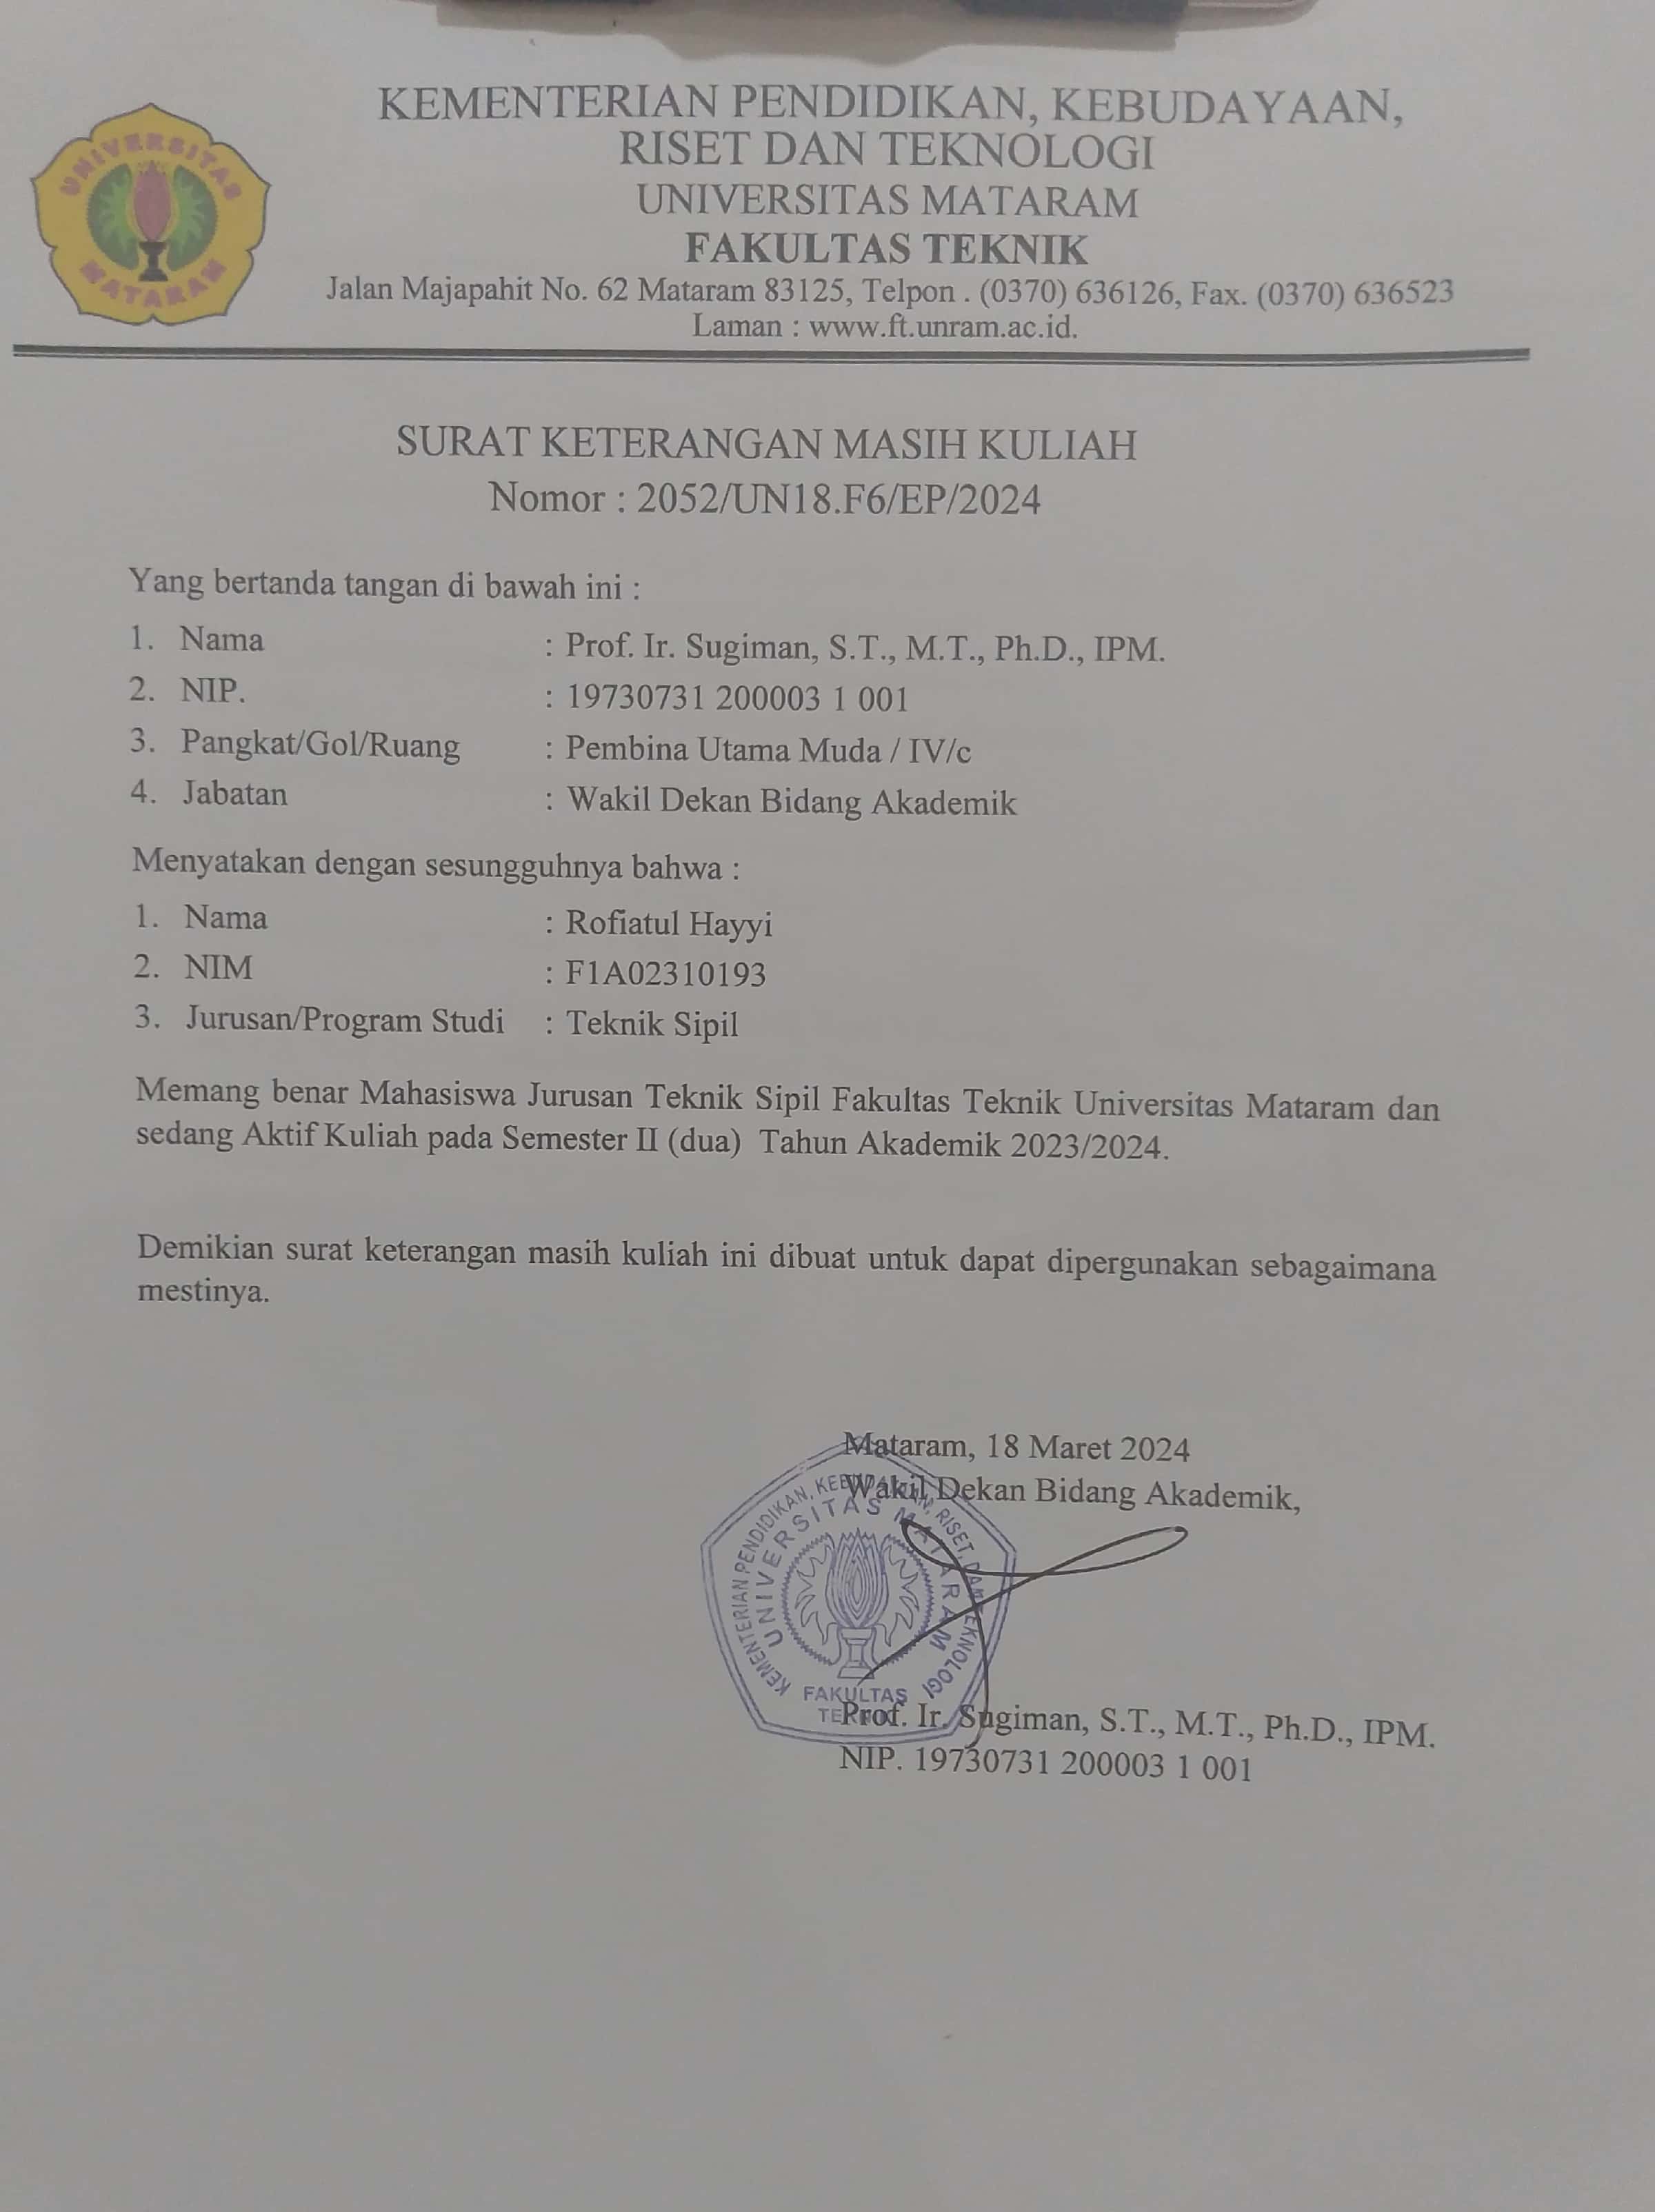 UNIVERSITAS
MATARAM
KEMENTERIAN PENDIDIKAN, KEBUDAYAAN,
RISET DAN TEKNOLOGI
UNIVERSITAS MATARAM
FAKULTAS TEKNIK
Jalan Majapahit No. 62 Mataram 83125, Telpon . (0370) 636126, Fax. (0370) 636523
Laman : www.ft.unram.ac.id.
SURAT KETERANGAN MASIH KULIAH
Nomor : 2052/UN18.F6/EP/2024
Yang bertanda tangan di bawah ini :
1. Nama : Prof. Ir. Sugiman, S.T., M.T., Ph.D., IPM.
2. NIP. : 19730731 200003 1 001
3. Pangkat/Gol/Ruang : Pembina Utama Muda / IV/c
4. Jabatan : Wakil Dekan Bidang Akademik
Menyatakan dengan sesungguhnya bahwa :
1. Nama : Rofiatul Hayyi
2. NIM : F1A02310193
3. Jurusan/Program Studi : Teknik Sipil
Memang benar Mahasiswa Jurusan Teknik Sipil Fakultas Teknik Universitas Mataram dan
sedang Aktif Kuliah pada Semester II (dua) Tahun Akademik 2023/2024.
Demikian surat keterangan masih kuliah ini dibuat untuk dapat dipergunakan sebagaimana
mestinya.
Mataram, 18 Maret 2024
Wakil Dekan Bidang Akademik,
KEMENTERIAN PENDIDIKAN, KEBUDAYAAN, RISET, DAN TEKNOLOGI
UNIVERSITAS MATARAM
FAKULTAS
TEKNIK
Prof. Ir. Sugiman, S.T., M.T., Ph.D., IPM.
NIP. 19730731 200003 1 001